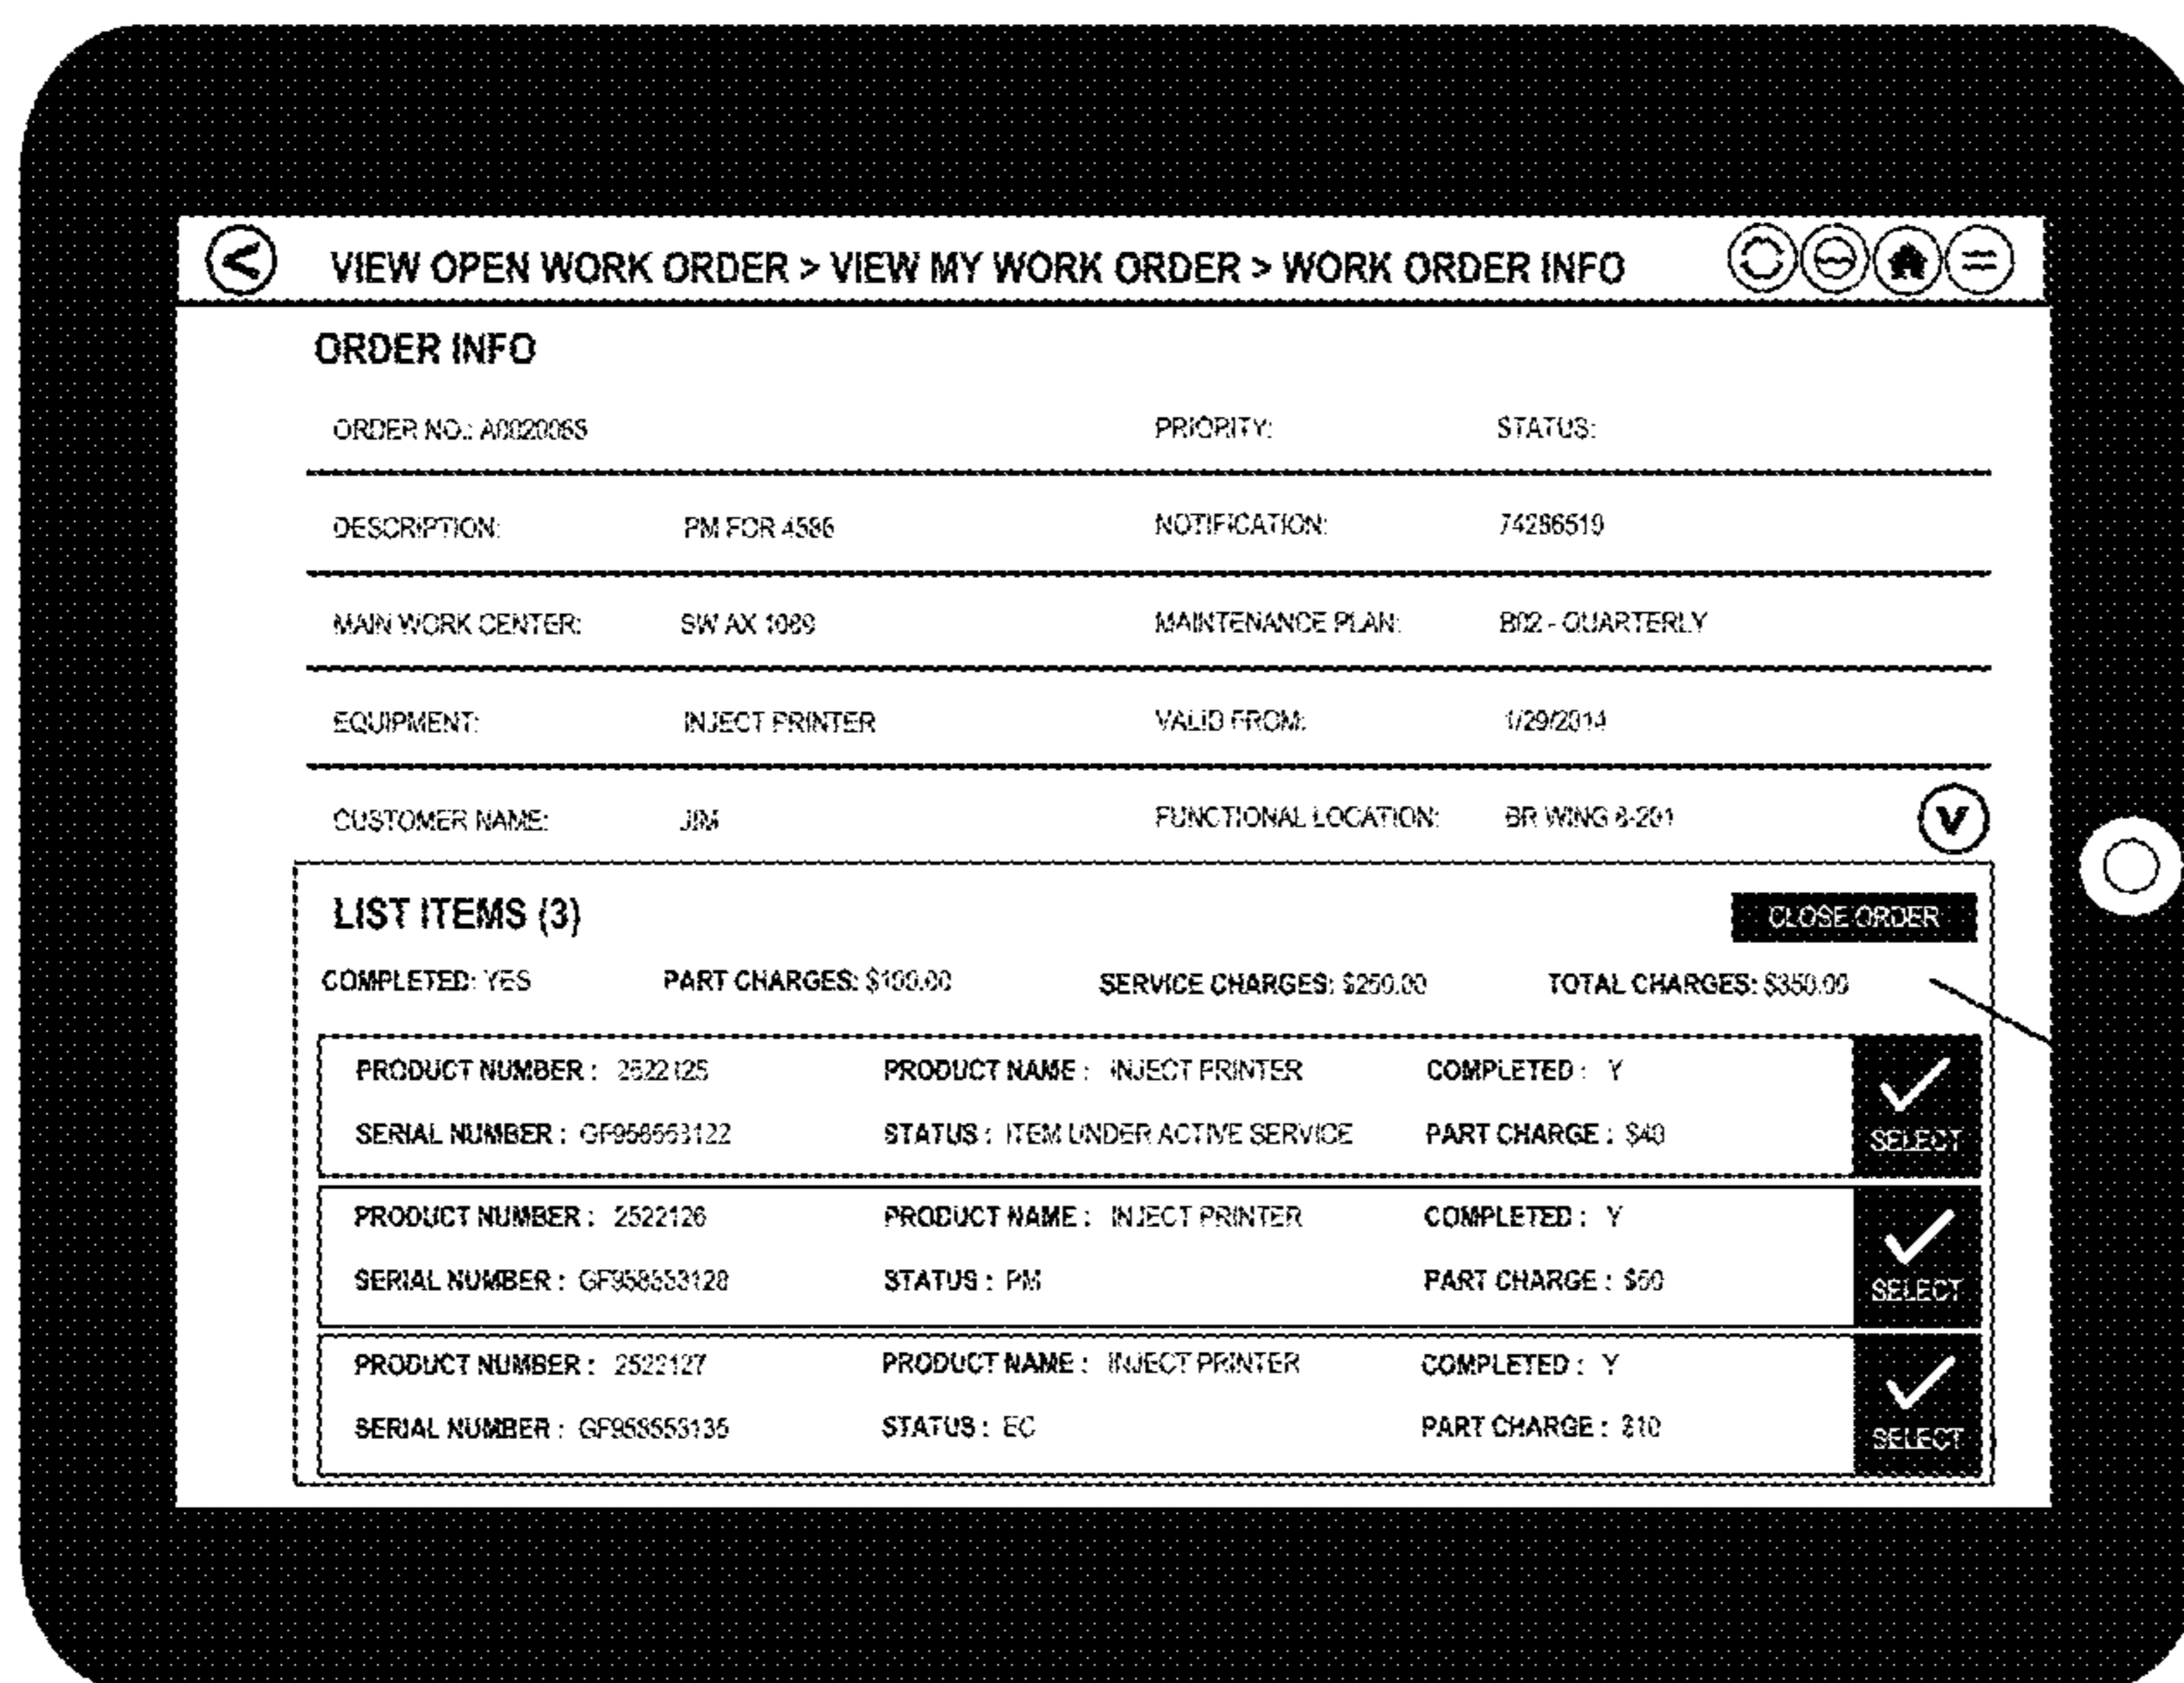 VIEW OPEN WORK ORDER > VIEW MY WORK ORDER > WORK ORDER INFO
ORDER INFO
ORDER NO.: PRIORITY: STATUS:
DESCRIPTION: PM FOR 4586 NOTIFICATION: 74286519
MAIN WORK CENTER: SW AX 1089 MAINTENANCE PLAN: B02 - QUARTERLY
EQUIPMENT: INJECT PRINTER VALID FROM: 1/29/2014
CUSTOMER NAME: JIM FUNCTIONAL LOCATION: BR WING 6-201
V
LIST ITEMS (3)
CLOSE ORDER
COMPLETED: YES PART CHARGES: $100.00 SERVICE CHARGES: $250.00 TOTAL CHARGES: $350.00
PRODUCT NUMBER : 2522125 PRODUCT NAME : INJECT PRINTER COMPLETED : Y
SERIAL NUMBER : STATUS : ITEM UNDER ACTIVE SERVICE PART CHARGE : $40
SELECT
PRODUCT NUMBER : 2522126 PRODUCT NAME : INJECT PRINTER COMPLETED : Y
SERIAL NUMBER : STATUS : PM PART CHARGE : $50
SELECT
PRODUCT NUMBER : 2522127 PRODUCT NAME : INJECT PRINTER COMPLETED : Y
SERIAL NUMBER : STATUS : EC PART CHARGE : $10
SELECT